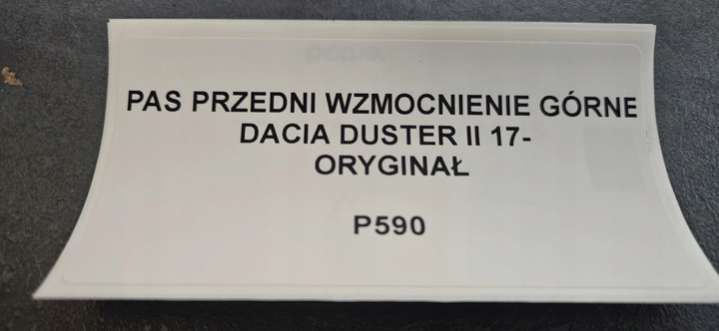 PAS PRZEDNI WZMOCNIENIE GÓRNE
DACIA DUSTER II 17-
ORYGINAŁ
P590